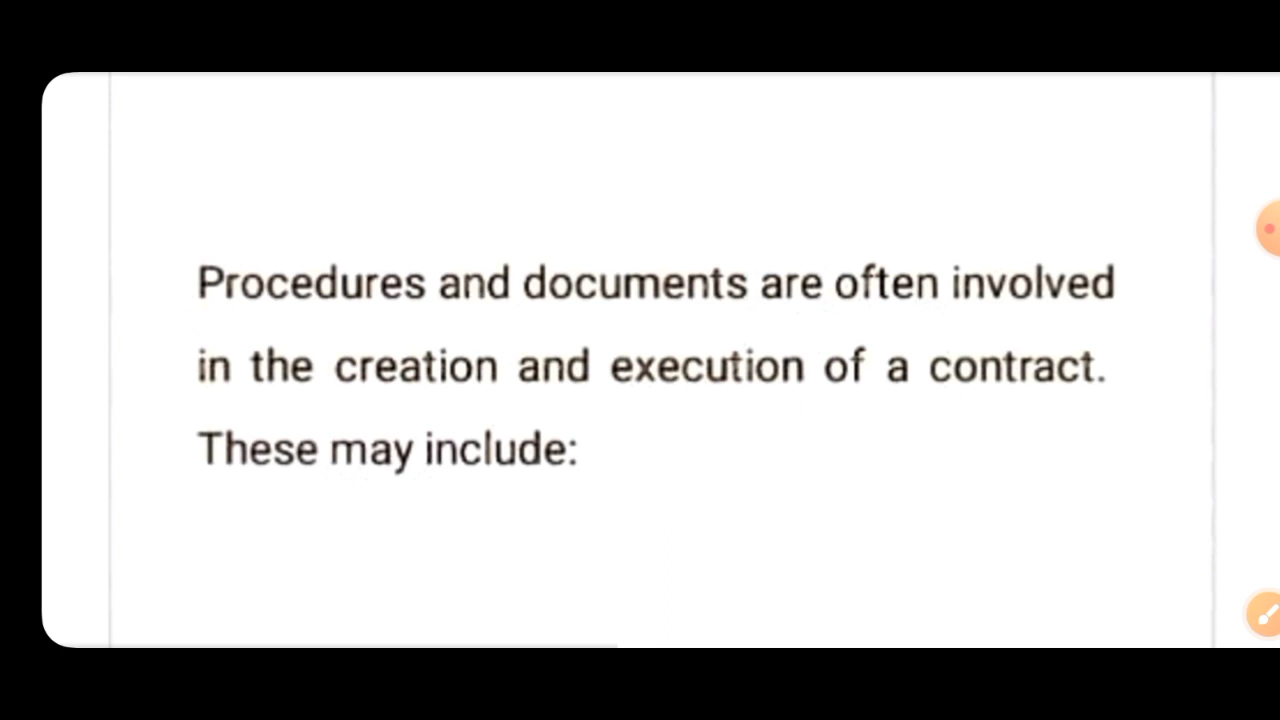 Procedures and documents are often involved
in the creation and execution of a contract.
These may include: